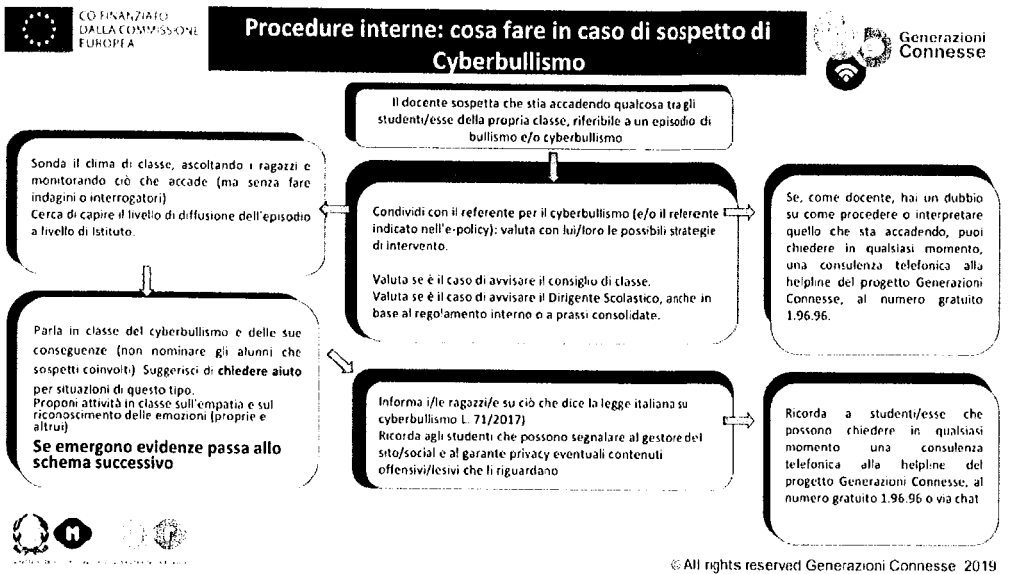 CO FINANZIATO
DALLA COMMISSIONE
EUROPEA
Procedure interne: cosa fare in caso di sospetto di
Cyberbullismo
Generazioni
Connesse
Il docente sospetta che stia accadendo qualcosa tra gli
studenti/esse della propria classe, riferibile a un episodio di
bullismo e/o cyberbullismo
Sonda il clima di classe, ascoltando i ragazzi e
monitorando ciò che accade (ma senza fare
indagini o interrogatori)
Cerca di capire il livello di diffusione dell'episodio
a livello di Istituto.
Condividi con il referente per il cyberbullismo (e/o il referente
indicato nell'e-policy): valuta con lui/loro le possibili strategie
di intervento.
Valuta se è il caso di avvisare il consiglio di classe.
Valuta se è il caso di avvisare il Dirigente Scolastico, anche in
base al regolamento interno o a prassi consolidate.
Se, come docente, hai un dubbio
su come procedere o interpretare
quello che sta accadendo, puoi
chiedere in qualsiasi momento,
una consulenza telefonica alla
helpline del progetto Generazioni
Connesse, al numero gratuito
1.96.96.
Parla in classe del cyberbullismo e delle sue
conseguenze (non nominare gli alunni che
sospetti coinvolti) Suggerisci di chiedere aiuto
per situazioni di questo tipo.
Proponi attività in classe sull'empatia e sul
riconoscimento delle emozioni (proprie e
altrui)
Se emergono evidenze passa allo
schema successivo
Informa i/le ragazzi/e su ciò che dice la legge italiana su
cyberbullismo L. 71/2017)
Ricorda agli studenti che possono segnalare al gestore del
sito/social e al garante privacy eventuali contenuti
offensivi/lesivi che li riguardano
Ricorda a studenti/esse che
possono chiedere in qualsiasi
momento una consulenza
telefonica alla helpline del
progetto Generazioni Connesse, al
numero gratuito 1.96.96 o via chat
© All rights reserved Generazioni Connesse 2019